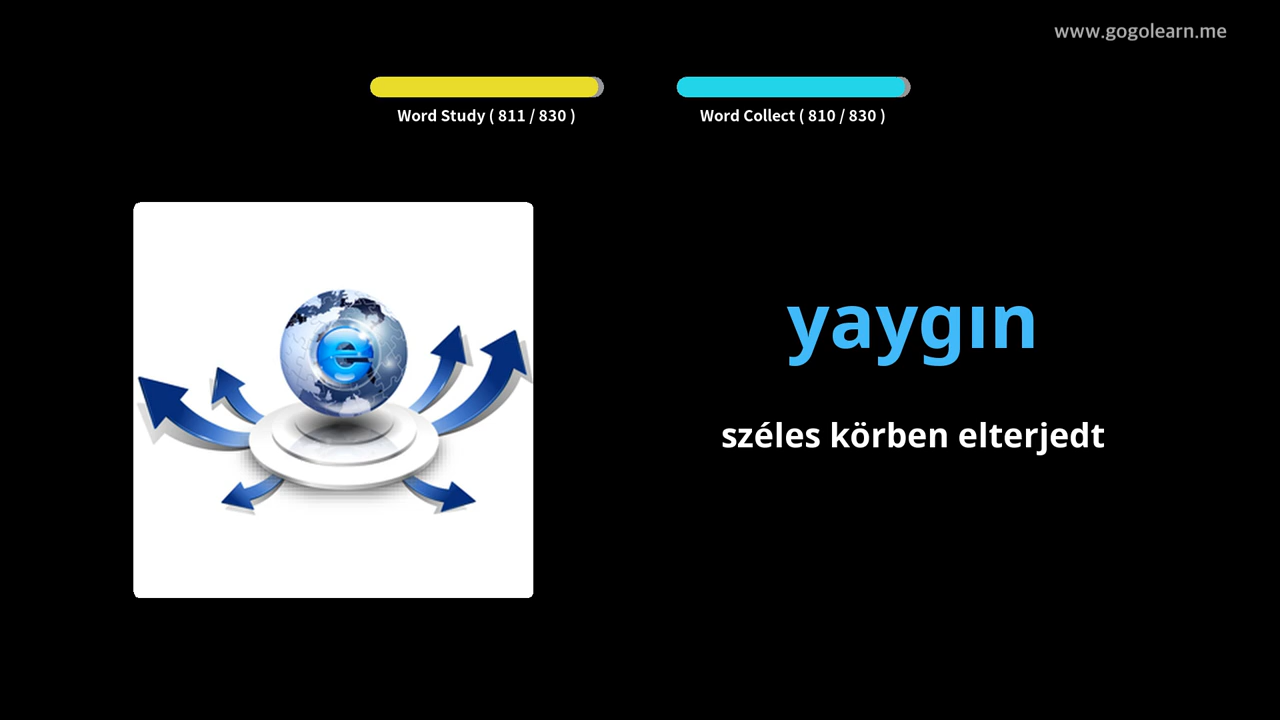 www.gogolearn.me
Word Study ( 811 / 830 )
Word Collect ( 810 / 830 )
e
yaygın
széles körben elterjedt